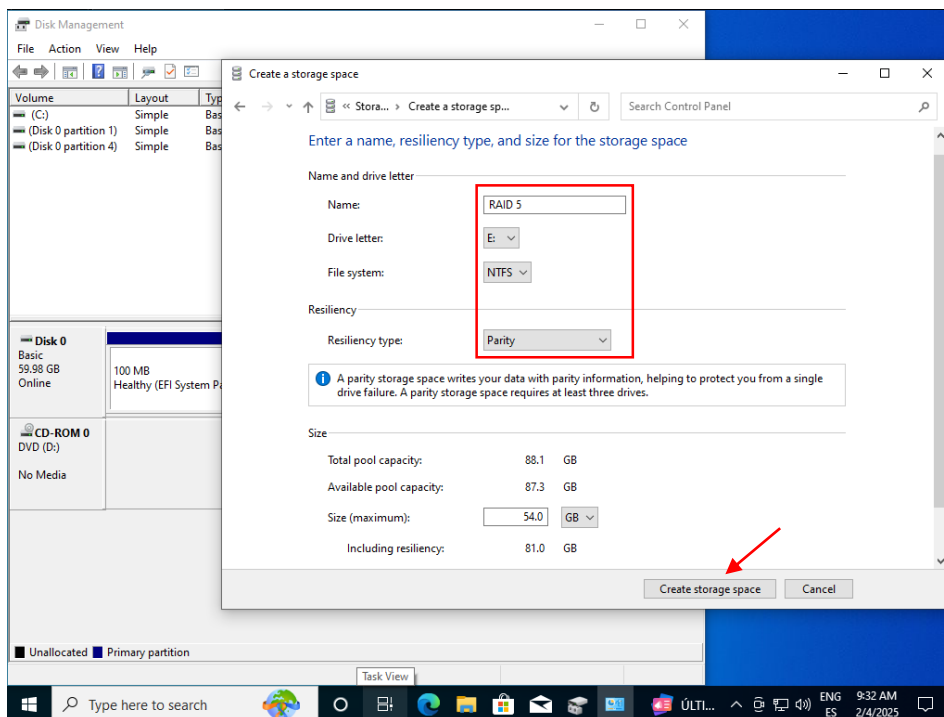 Disk Management
File Action View Help
Volume Layout Typ
(C:) Simple Bas
(Disk 0 partition 1) Simple Bas
(Disk 0 partition 4) Simple Bas
Disk 0
Basic
59.98 GB
Online
100 MB
Healthy (EFI System Pa
CD-ROM 0
DVD (D:)
No Media
Unallocated Primary partition
Create a storage space
« Stora... › Create a storage sp...
Search Control Panel
Enter a name, resiliency type, and size for the storage space
Name and drive letter
Name: RAID 5
Drive letter: E:
File system: NTFS
Resiliency
Resiliency type: Parity
A parity storage space writes your data with parity information, helping to protect you from a single
drive failure. A parity storage space requires at least three drives.
Size
Total pool capacity: 88.1 GB
Available pool capacity: 87.3 GB
Size (maximum): 54.0 GB
Including resiliency: 81.0 GB
Create storage space Cancel
Task View
Type here to search
ÚLTI...
ENG
ES
9:32 AM
2/4/2025